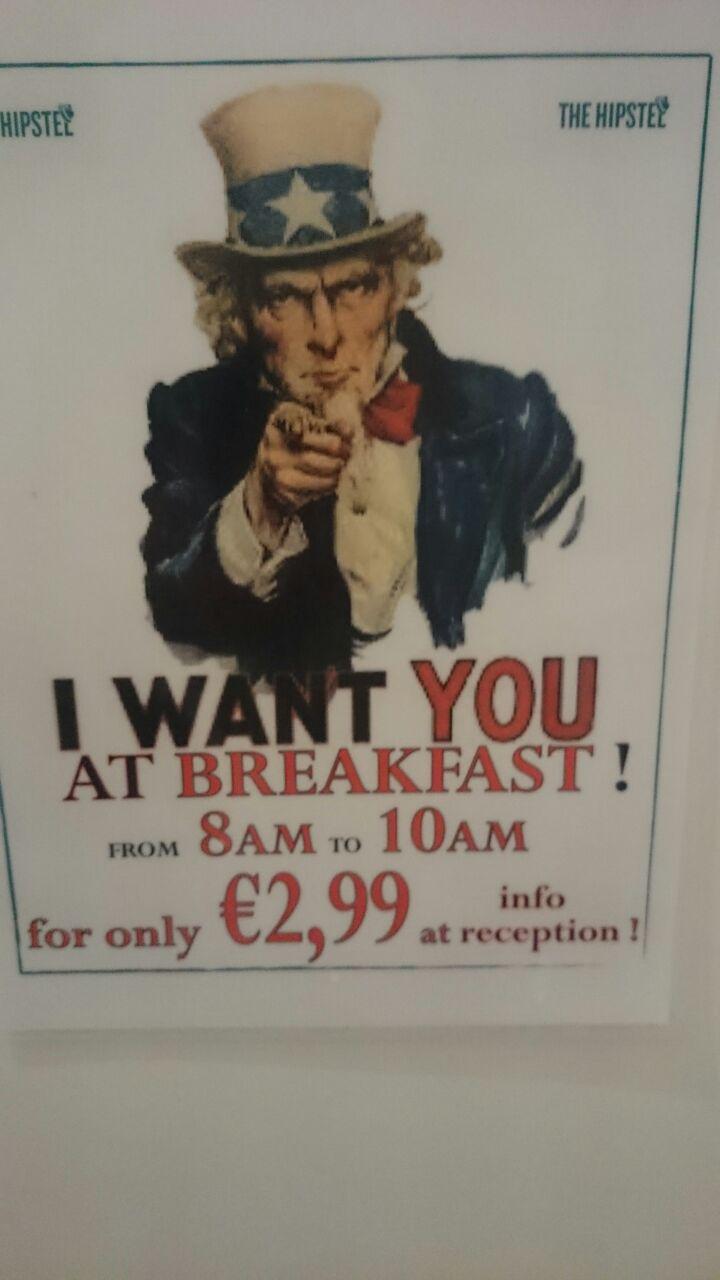 HIPSTEL
THE HIPSTEL
I WANT YOU
AT BREAKFAST !
FROM 8AM TO 10AM
for only €2,99 info
at reception !